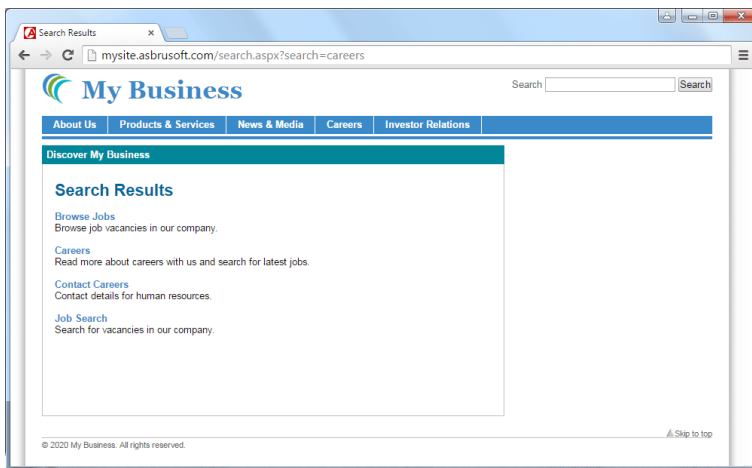 Search Results
mysite.asbrusoft.com/search.aspx?search=careers
My Business
Search Search
About Us Products & Services News & Media Careers Investor Relations
Discover My Business
Search Results
Browse Jobs
Browse job vacancies in our company.
Careers
Read more about careers with us and search for latest jobs.
Contact Careers
Contact details for human resources.
Job Search
Search for vacancies in our company.
Skip to top
© 2020 My Business. All rights reserved.